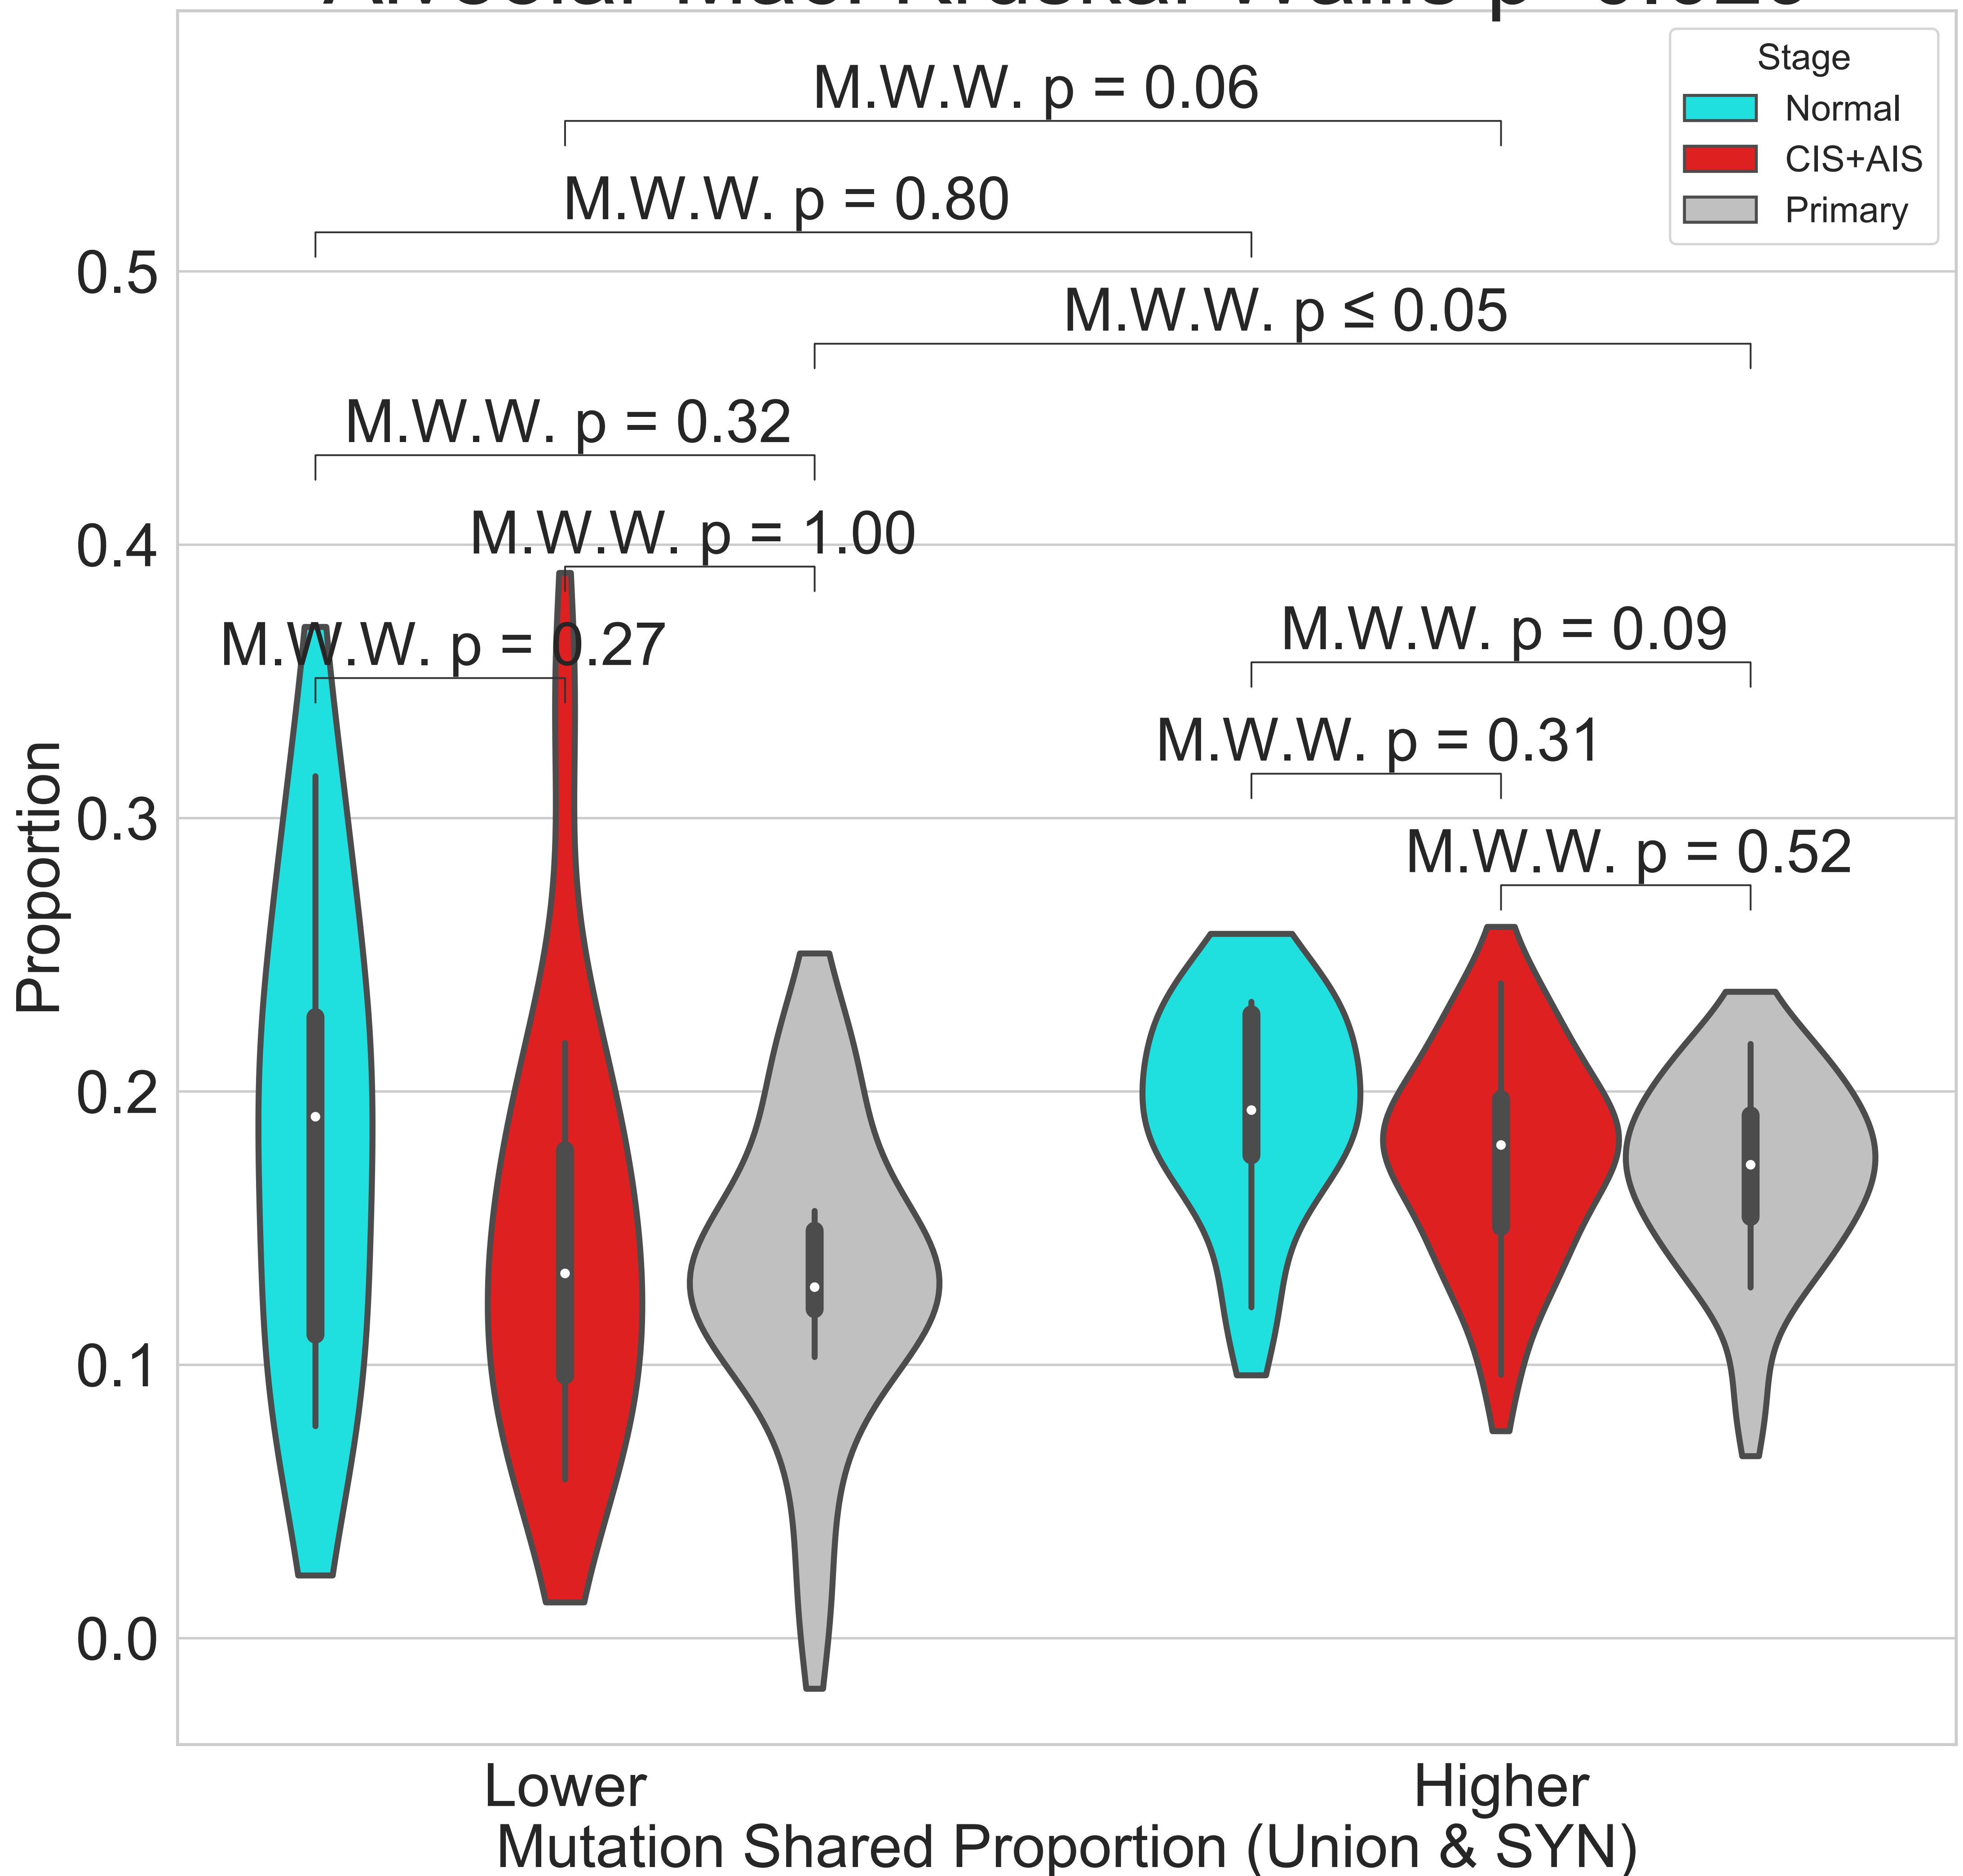 Stage
Normal
CIS+AIS
Primary
M.W.W. p = 0.06
M.W.W. p = 0.80
M.W.W. p ≤ 0.05
M.W.W. p = 0.32
M.W.W. p = 1.00
M.W.W. p = 0.27
M.W.W. p = 0.09
M.W.W. p = 0.31
M.W.W. p = 0.52
Proportion
0.5
0.4
0.3
0.2
0.1
0.0
Lower
Higher
Mutation Shared Proportion (Union & SYN)